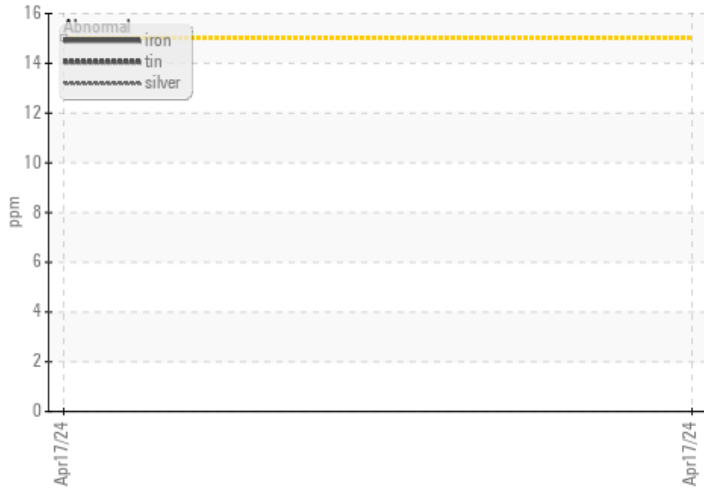 16
Abnormal
iron
tin
silver
14
12
10
8
6
4
2
0
ppm
Apr17/24
Apr17/24